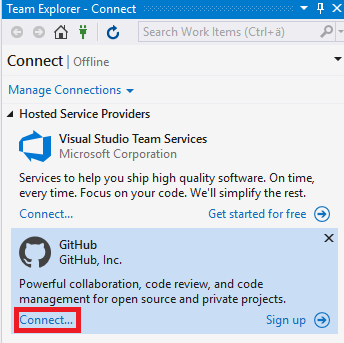 Team Explorer - Connect
Search Work Items (Ctrl+ä)
Connect | Offline
Manage Connections
Hosted Service Providers
Visual Studio Team Services
Microsoft Corporation
Services to help you ship high quality software. On time,
every time. Focus on your code. We'll simplify the rest.
Connect... Get started for free
GitHub
GitHub, Inc.
Powerful collaboration, code review, and code
management for open source and private projects.
Connect... Sign up